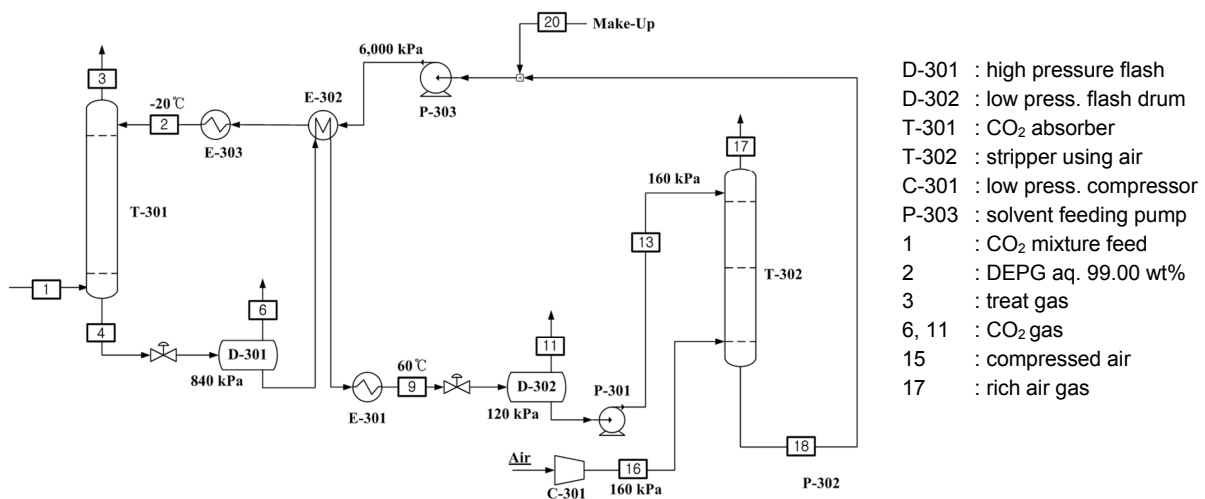 20
Make-Up
6,000 kPa
P-303
E-302
3
-20℃
2
E-303
T-301
1
4
6
D-301
840 kPa
E-301
60℃
9
11
D-302
120 kPa
P-301
13
160 kPa
17
T-302
Air
C-301
16
160 kPa
18
P-302
D-301 : high pressure flash
D-302 : low press. flash drum
T-301 : CO₂ absorber
T-302 : stripper using air
C-301 : low press. compressor
P-303 : solvent feeding pump
1 : CO₂ mixture feed
2 : DEPG aq. 99.00 wt%
3 : treat gas
6, 11 : CO₂ gas
15 : compressed air
17 : rich air gas